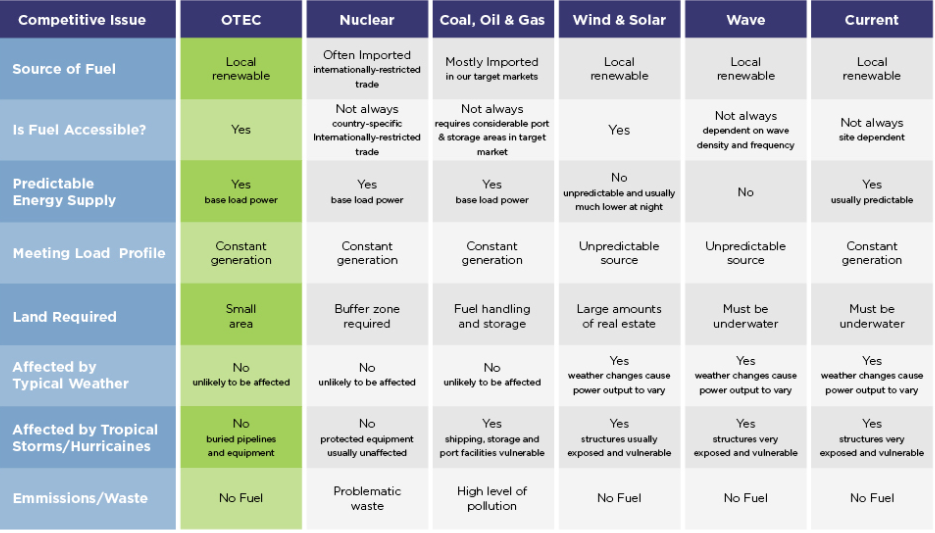 Competitive Issue
OTEC
Nuclear
Coal, Oil & Gas
Wind & Solar
Wave
Current
Source of Fuel
Local
renewable
Often Imported
internationally-restricted
trade
Mostly Imported
in our target markets
Local
renewable
Local
renewable
Local
renewable
Is Fuel Accessible?
Yes
Not always
country-specific
Internationally-restricted
trade
Not always
requires considerable port
& storage areas in target
market
Yes
Not always
dependent on wave
density and frequency
Not always
site dependent
Predictable
Energy Supply
Yes
base load power
Yes
base load power
Yes
base load power
No
unpredictable and usually
much lower at night
No
Yes
usually predictable
Meeting Load Profile
Constant
generation
Constant
generation
Constant
generation
Unpredictable
source
Unpredictable
source
Constant
generation
Land Required
Small
area
Buffer zone
required
Fuel handling
and storage
Large amounts
of real estate
Must be
underwater
Must be
underwater
Affected by
Typical Weather
No
unlikely to be affected
No
unlikely to be affected
No
unlikely to be affected
Yes
weather changes cause
power output to vary
Yes
weather changes cause
power output to vary
Yes
weather changes cause
power output to vary
Affected by Tropical
Storms/Hurricaines
No
buried pipelines
and equipment
No
protected equipment
usually unaffected
Yes
shipping, storage and
port facilities vulnerable
Yes
structures usually
exposed and vulnerable
Yes
structures very
exposed and vulnerable
Yes
structures very
exposed and vulnerable
Emmissions/Waste
No Fuel
Problematic
waste
High level of
pollution
No Fuel
No Fuel
No Fuel